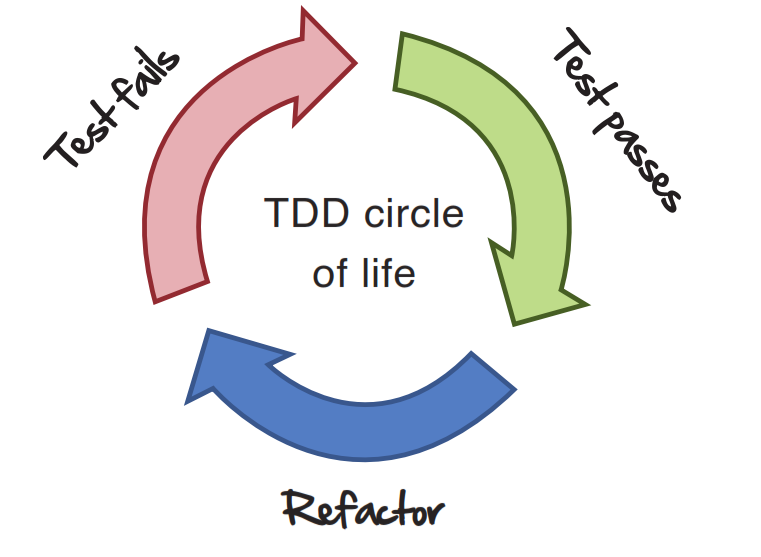 Test fails
Test passes
TDD circle
of life
Refactor